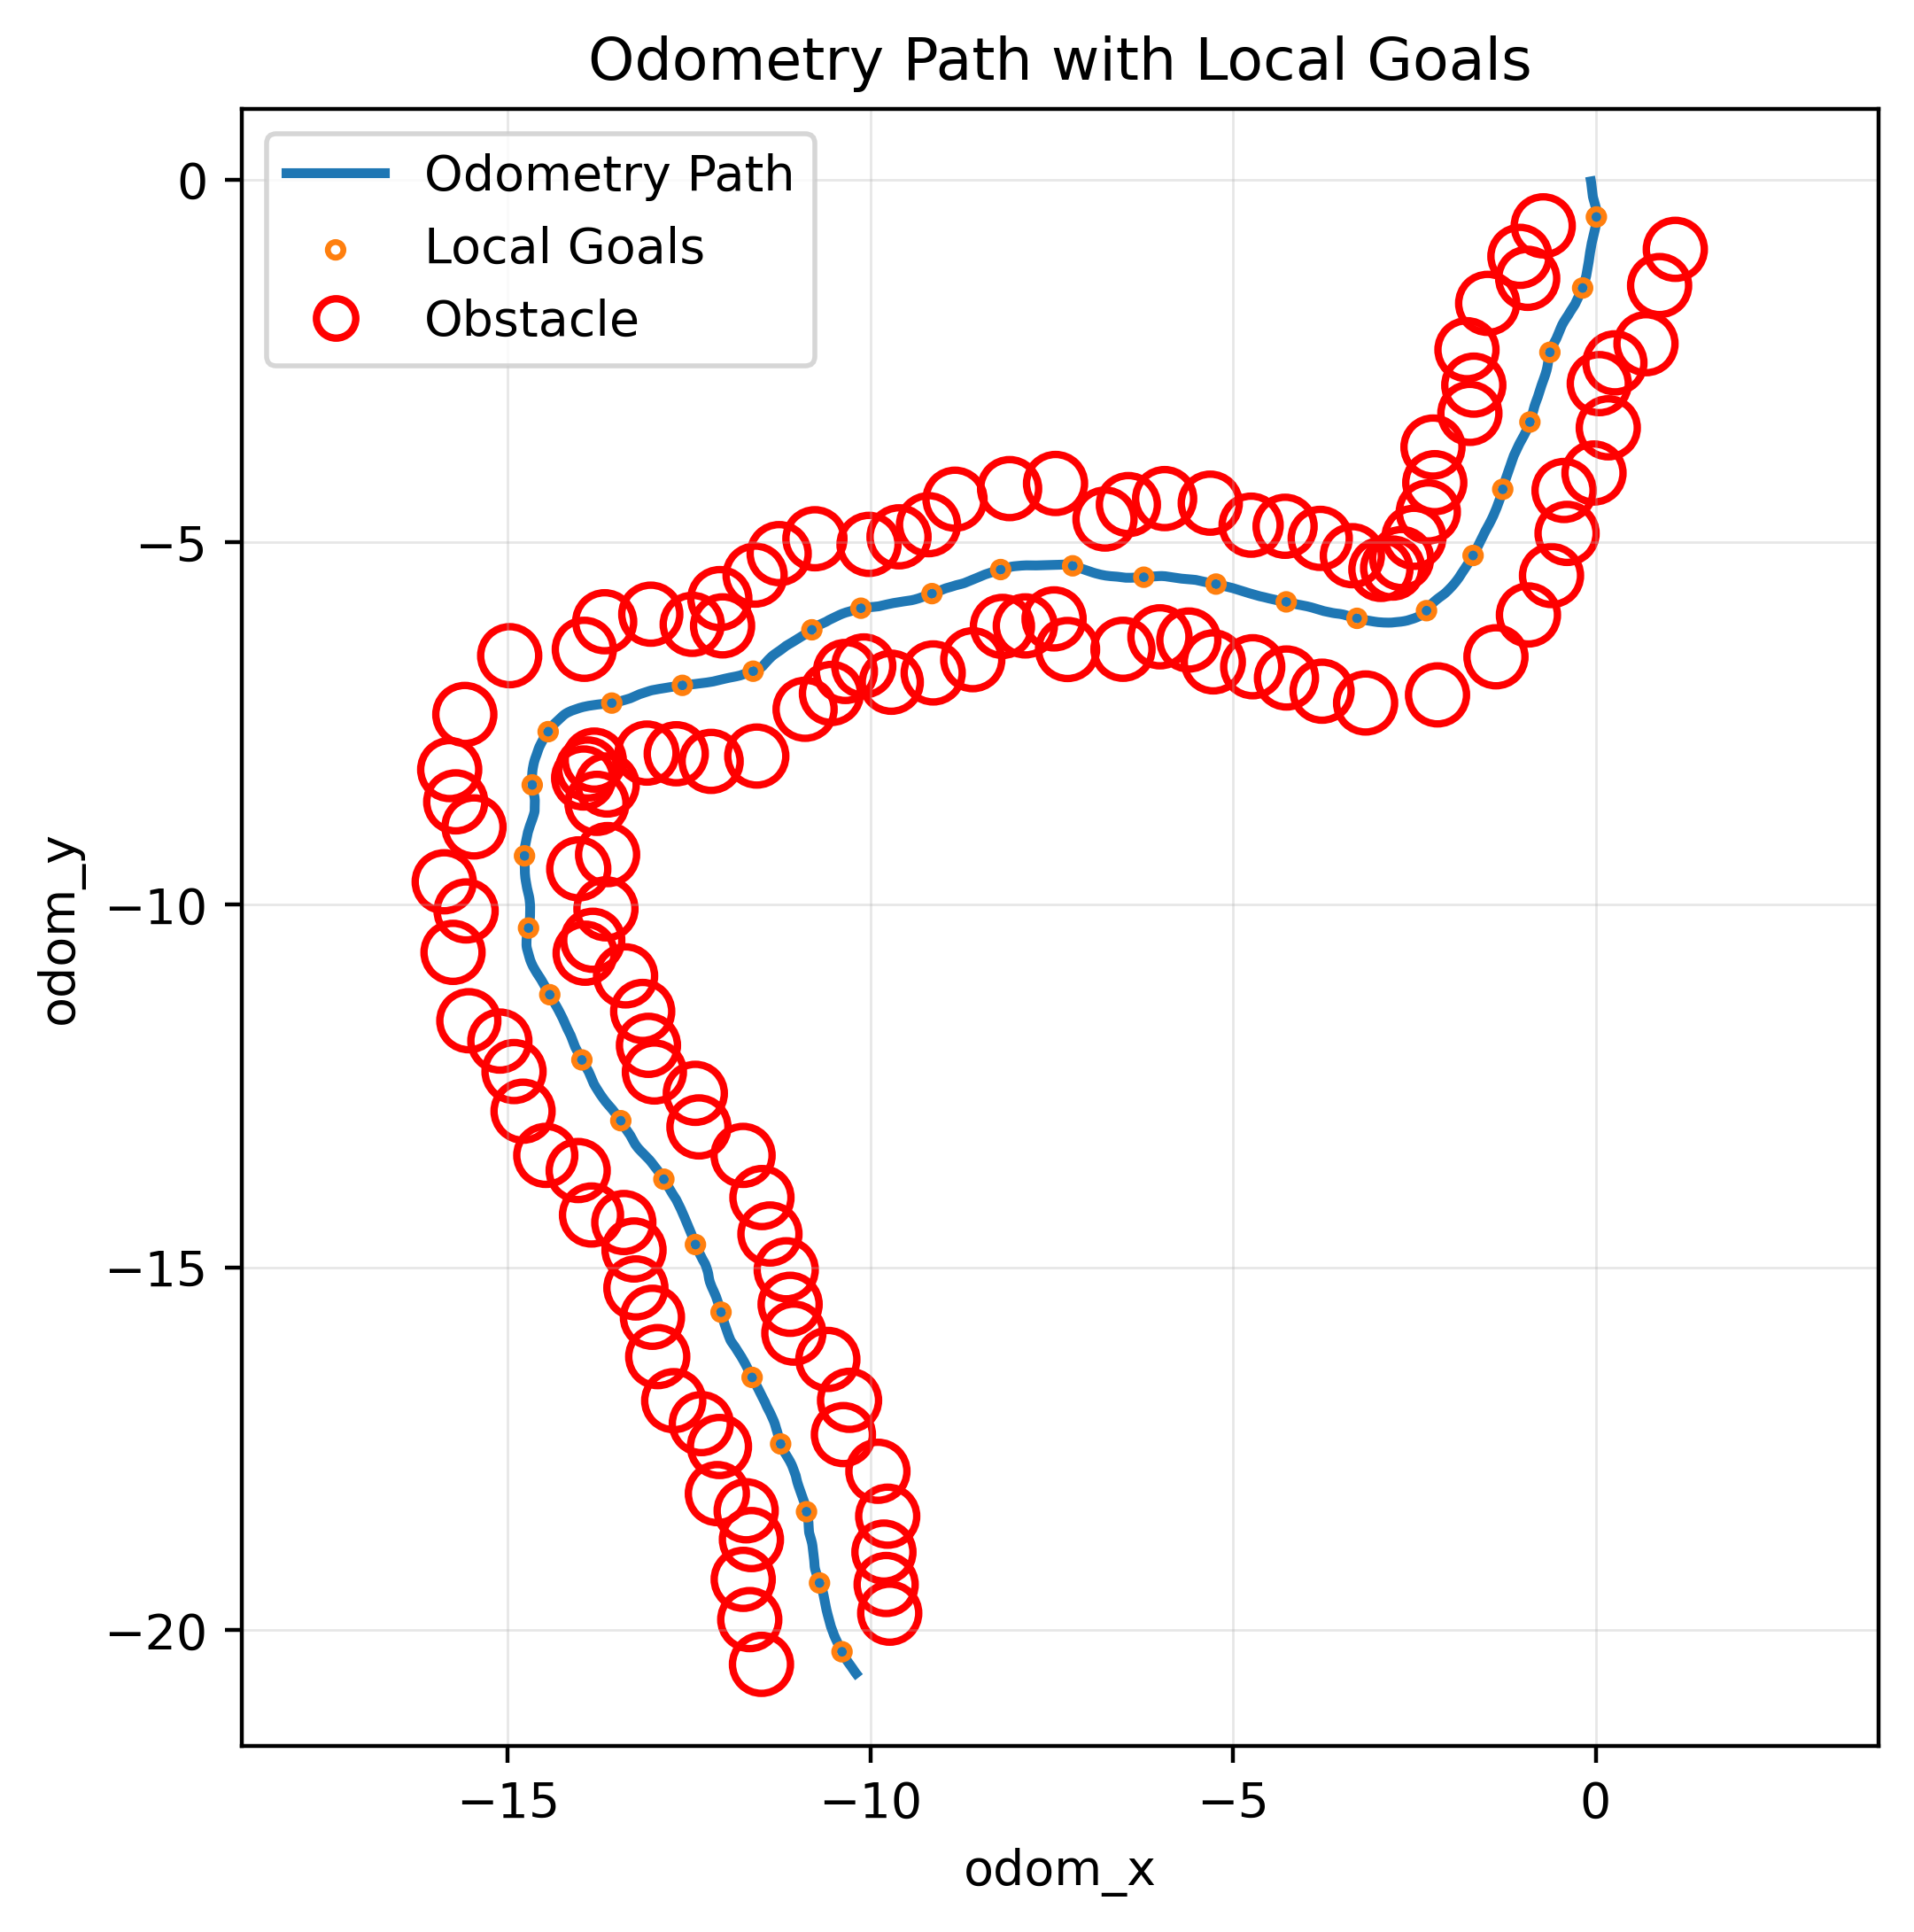 Odometry Path with Local Goals
Odometry Path
Local Goals
Obstacle
0
−5
−10
−15
−20
odom_y
−15
−10
−5
0
odom_x